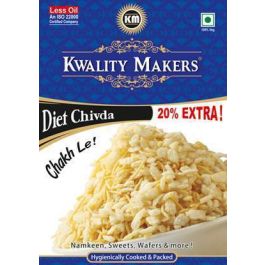 Less Oil
An ISO 22000
Certified Company
KM
KWALITY MAKERS®
Diet Chivda
20% EXTRA!
Chakh Le!
Namkeen, Sweets, Wafers & more.!
Hygienically Cooked & Packed